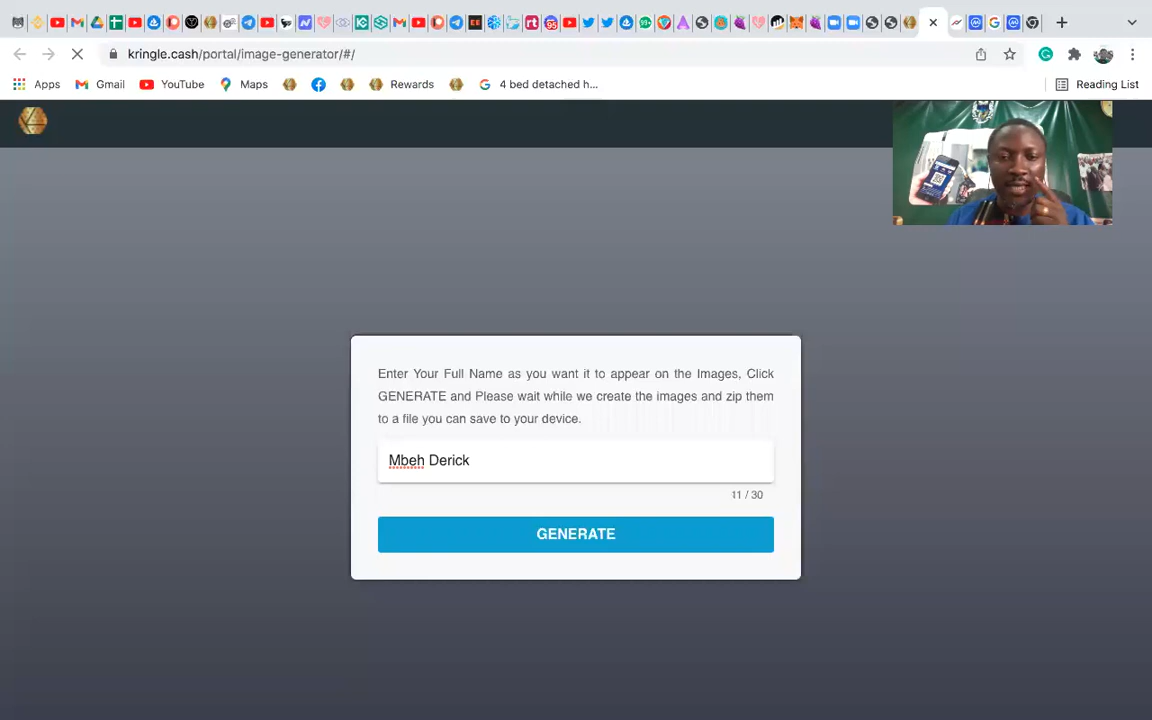 kringle.cash/portal/image-generator/#/
Apps Gmail YouTube Maps Rewards 4 bed detached h... Reading List
Enter Your Full Name as you want it to appear on the Images, Click
GENERATE and Please wait while we create the images and zip them
to a file you can save to your device.
Mbeh Derick
11 / 30
GENERATE